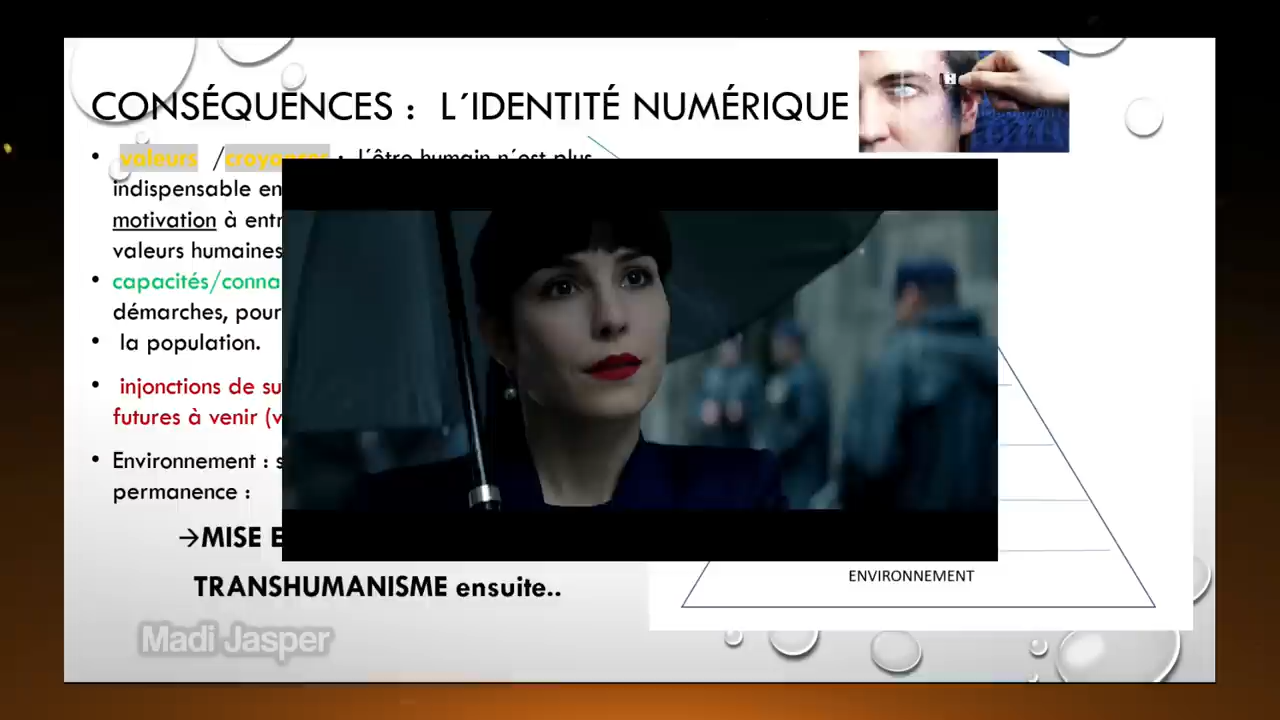 CONSÉQUENCES : L´IDENTITÉ NUMÉRIQUE
• valeurs /croyances : l´être humain n´est plus
indispensable en
motivation à entr
valeurs humaines
• capacités/conna
démarches, pour
• la population.
• injonctions de su
futures à venir (v
• Environnement : s
permanence :
→MISE E
TRANSHUMANISME ensuite..
ENVIRONNEMENT
Madi Jasper